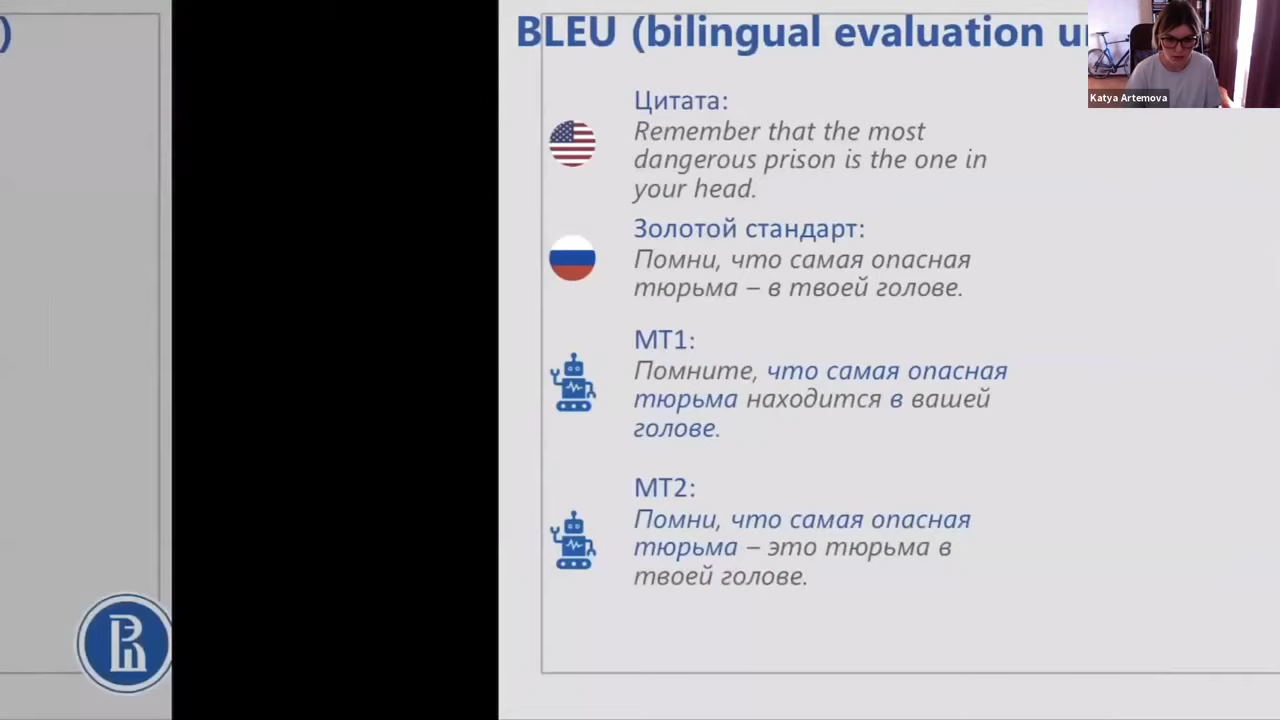 )
BLEU (bilingual evaluation
Katya Artemova
Цитата:
Remember that the most
dangerous prison is the one in
your head.
Золотой стандарт:
Помни, что самая опасная
тюрьма – в твоей голове.
МТ1:
Помните, что самая опасная
тюрьма находится в вашей
голове.
МТ2:
Помни, что самая опасная
тюрьма – это тюрьма в
твоей голове.